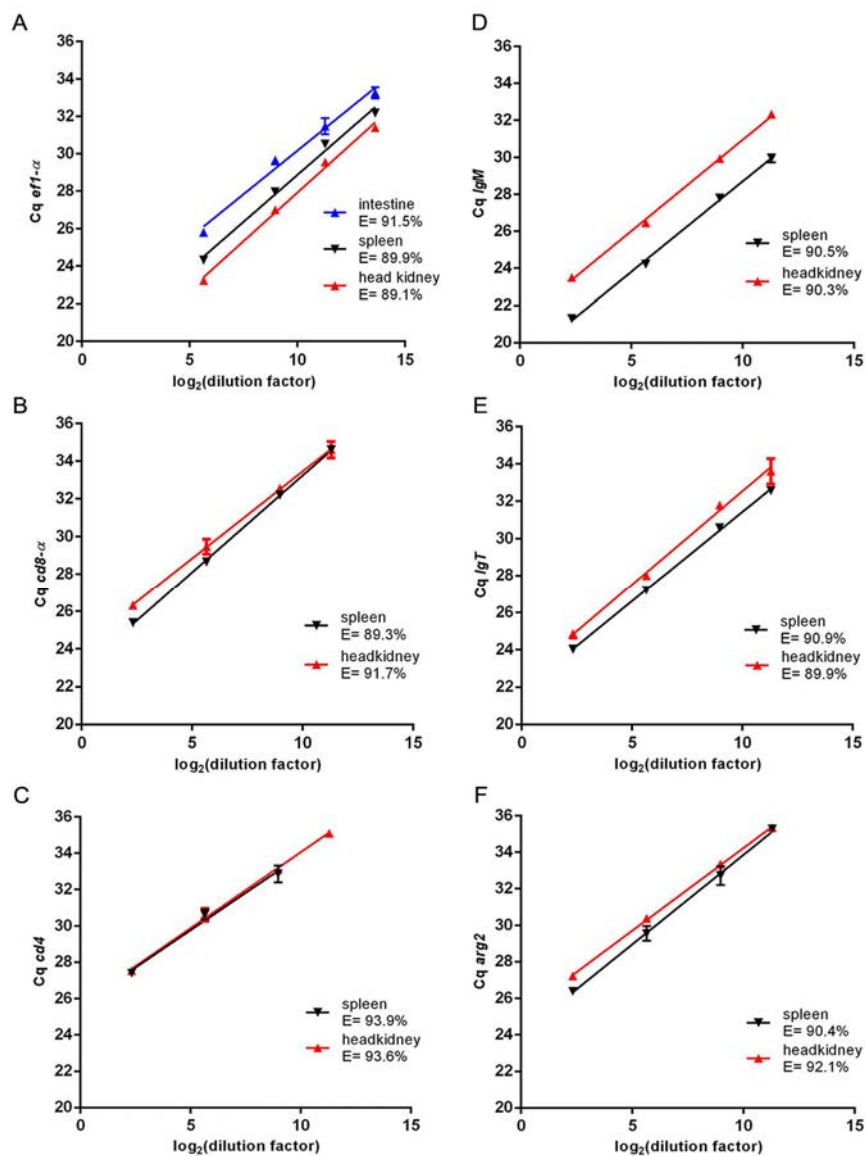 A
36
34
32
30
28
26
24
22
20
Cq ef1-α
intestine
E= 91.5%
spleen
E= 89.9%
head kidney
E= 89.1%
0 5 10 15
log₂(dilution factor)
D
36
34
32
30
28
26
24
22
20
Cq IgM
spleen
E= 90.5%
headkidney
E= 90.3%
0 5 10 15
log₂(dilution factor)
B
36
34
32
30
28
26
24
22
20
Cq cd8-α
spleen
E= 89.3%
headkidney
E= 91.7%
0 5 10 15
log₂(dilution factor)
E
36
34
32
30
28
26
24
22
20
Cq IgT
spleen
E= 90.9%
headkidney
E= 89.9%
0 5 10 15
log₂(dilution factor)
C
36
34
32
30
28
26
24
22
20
Cq cd4
spleen
E= 93.9%
headkidney
E= 93.6%
0 5 10 15
log₂(dilution factor)
F
36
34
32
30
28
26
24
22
20
Cq arg2
spleen
E= 90.4%
headkidney
E= 92.1%
0 5 10 15
log₂(dilution factor)